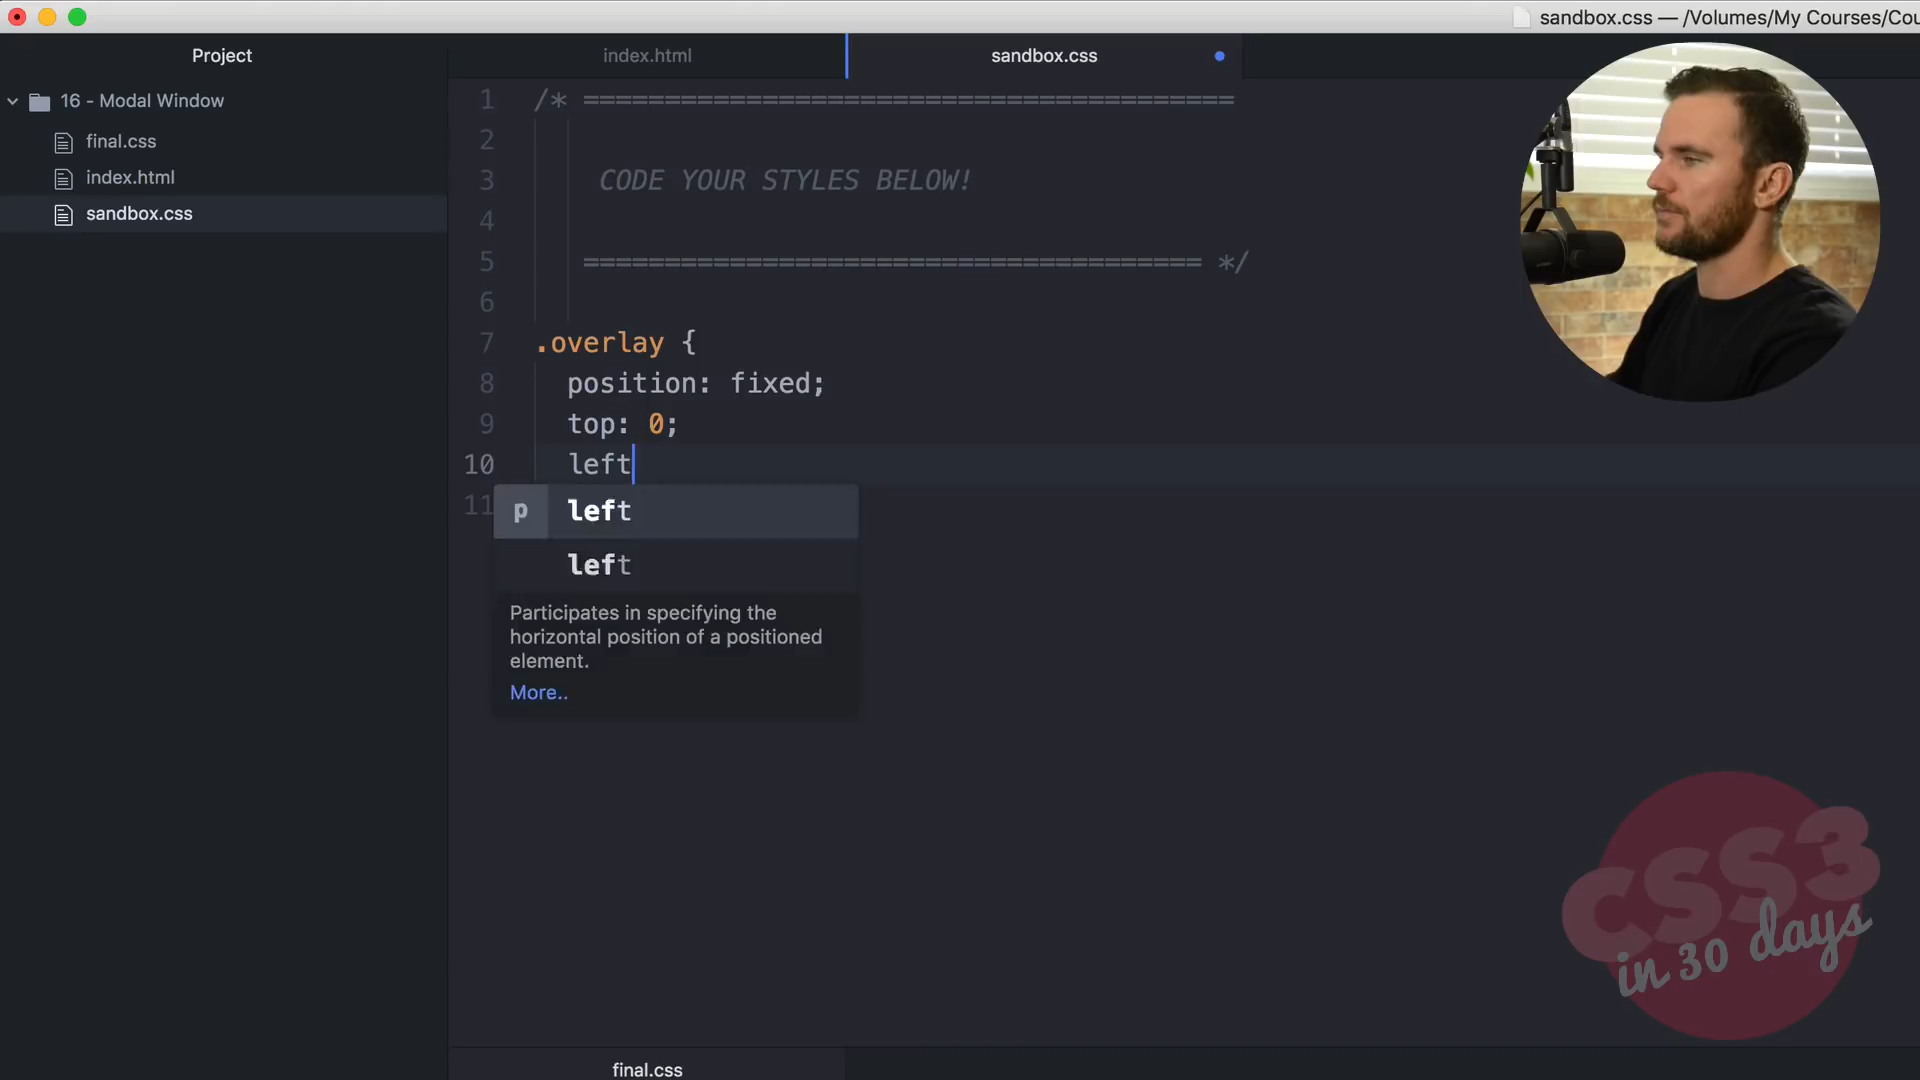 sandbox.css — /Volumes/My Courses/Cou
Project
index.html
sandbox.css
16 - Modal Window
final.css
index.html
sandbox.css
1 /* ========================================
2
3 CODE YOUR STYLES BELOW!
4
5 ====================================== */
6
7 .overlay {
8 position: fixed;
9 top: 0;
10 left
11
p left
left
Participates in specifying the
horizontal position of a positioned
element.
More..
CSS3
in 30 days
final.css